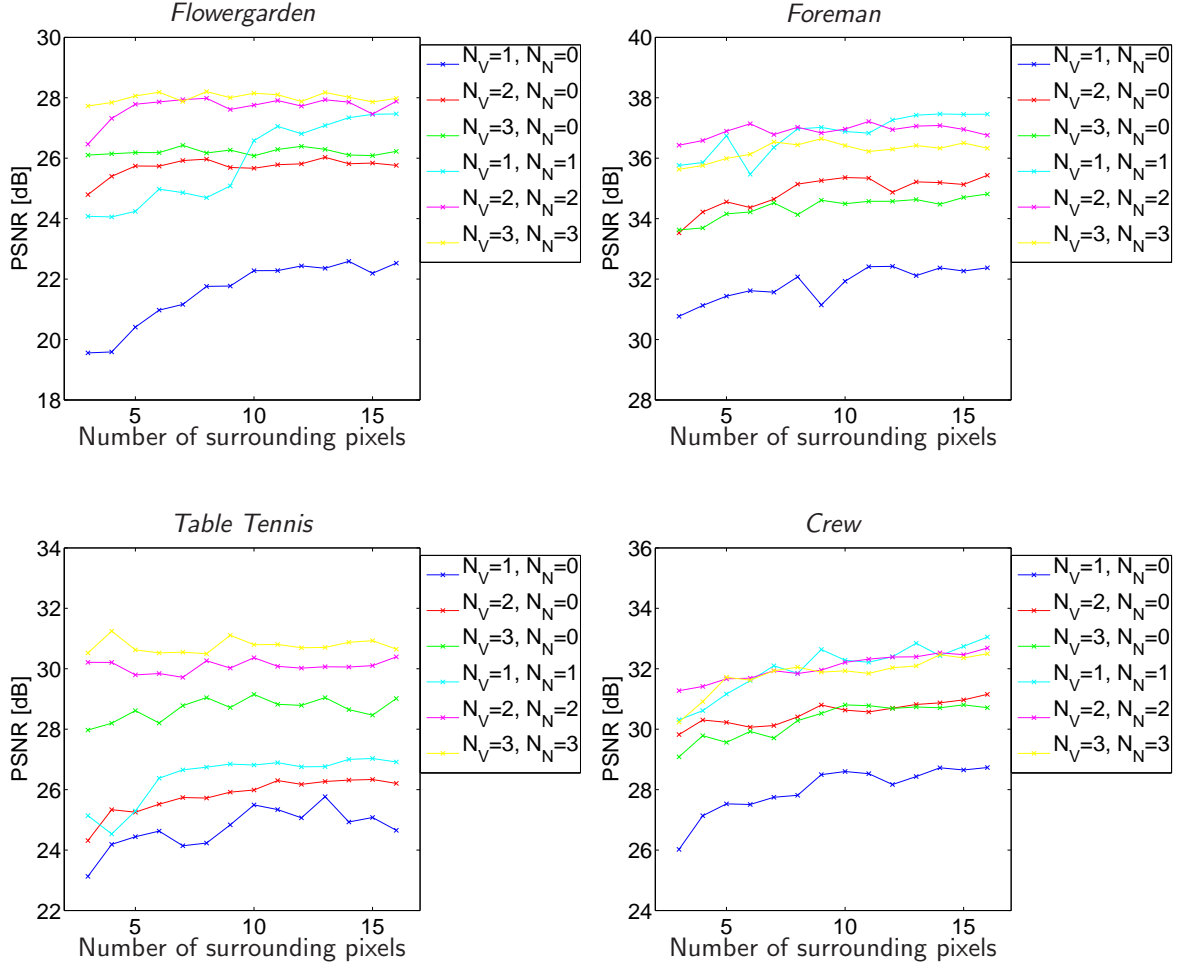 Flowergarden
30
28
26
24
22
20
18
PSNR [dB]
5 10 15
Number of surrounding pixels
N_V=1, N_N=0
N_V=2, N_N=0
N_V=3, N_N=0
N_V=1, N_N=1
N_V=2, N_N=2
N_V=3, N_N=3
Foreman
40
38
36
34
32
30
28
PSNR [dB]
5 10 15
Number of surrounding pixels
N_V=1, N_N=0
N_V=2, N_N=0
N_V=3, N_N=0
N_V=1, N_N=1
N_V=2, N_N=2
N_V=3, N_N=3
Table Tennis
34
32
30
28
26
24
22
PSNR [dB]
5 10 15
Number of surrounding pixels
N_V=1, N_N=0
N_V=2, N_N=0
N_V=3, N_N=0
N_V=1, N_N=1
N_V=2, N_N=2
N_V=3, N_N=3
Crew
36
34
32
30
28
26
24
PSNR [dB]
5 10 15
Number of surrounding pixels
N_V=1, N_N=0
N_V=2, N_N=0
N_V=3, N_N=0
N_V=1, N_N=1
N_V=2, N_N=2
N_V=3, N_N=3